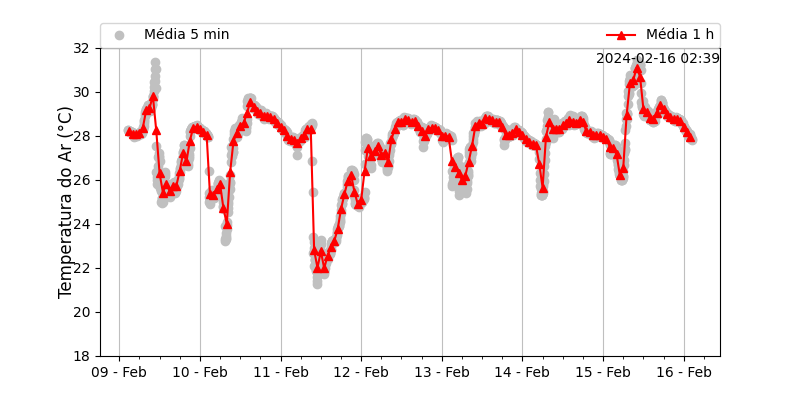 Média 5 min
Média 1 h
2024-02-16 02:39
Temperatura do Ar (°C)
32
30
28
26
24
22
20
18
09 - Feb
10 - Feb
11 - Feb
12 - Feb
13 - Feb
14 - Feb
15 - Feb
16 - Feb